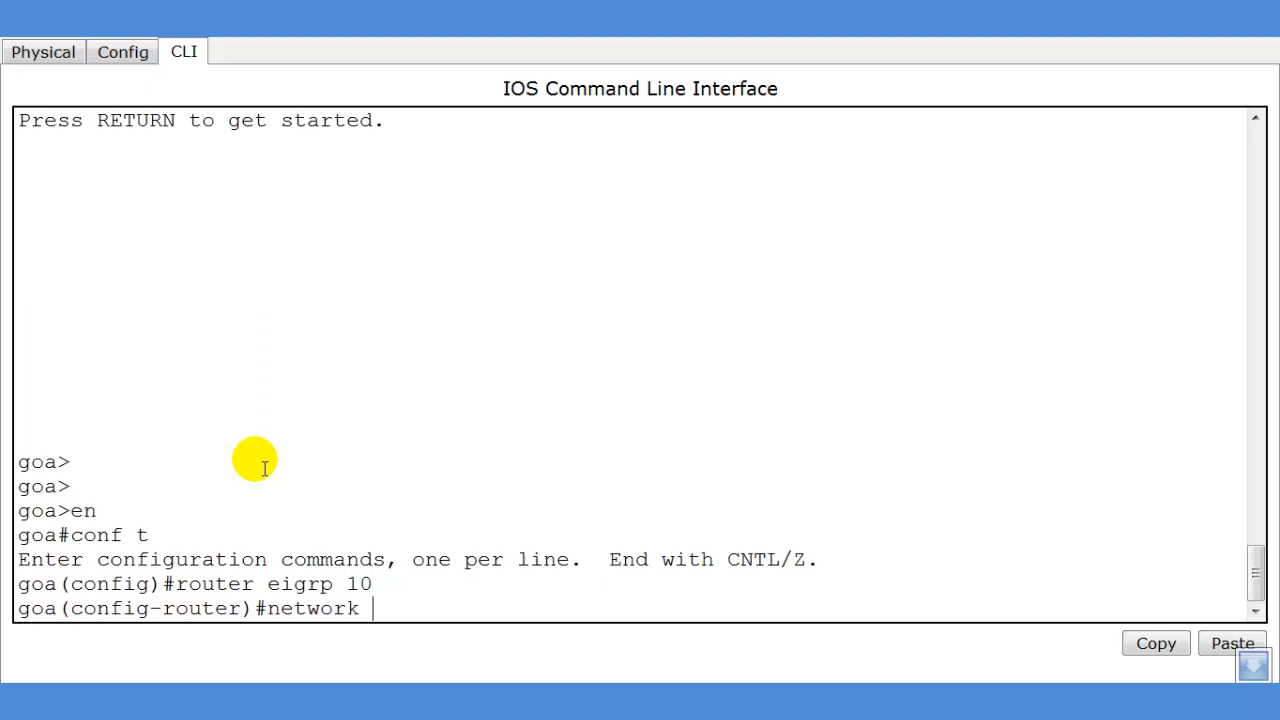 Physical Config CLI
IOS Command Line Interface
Press RETURN to get started.
goa>
goa>
goa>en
goa#conf t
Enter configuration commands, one per line.  End with CNTL/Z.
goa(config)#router eigrp 10
goa(config-router)#network
Copy Paste